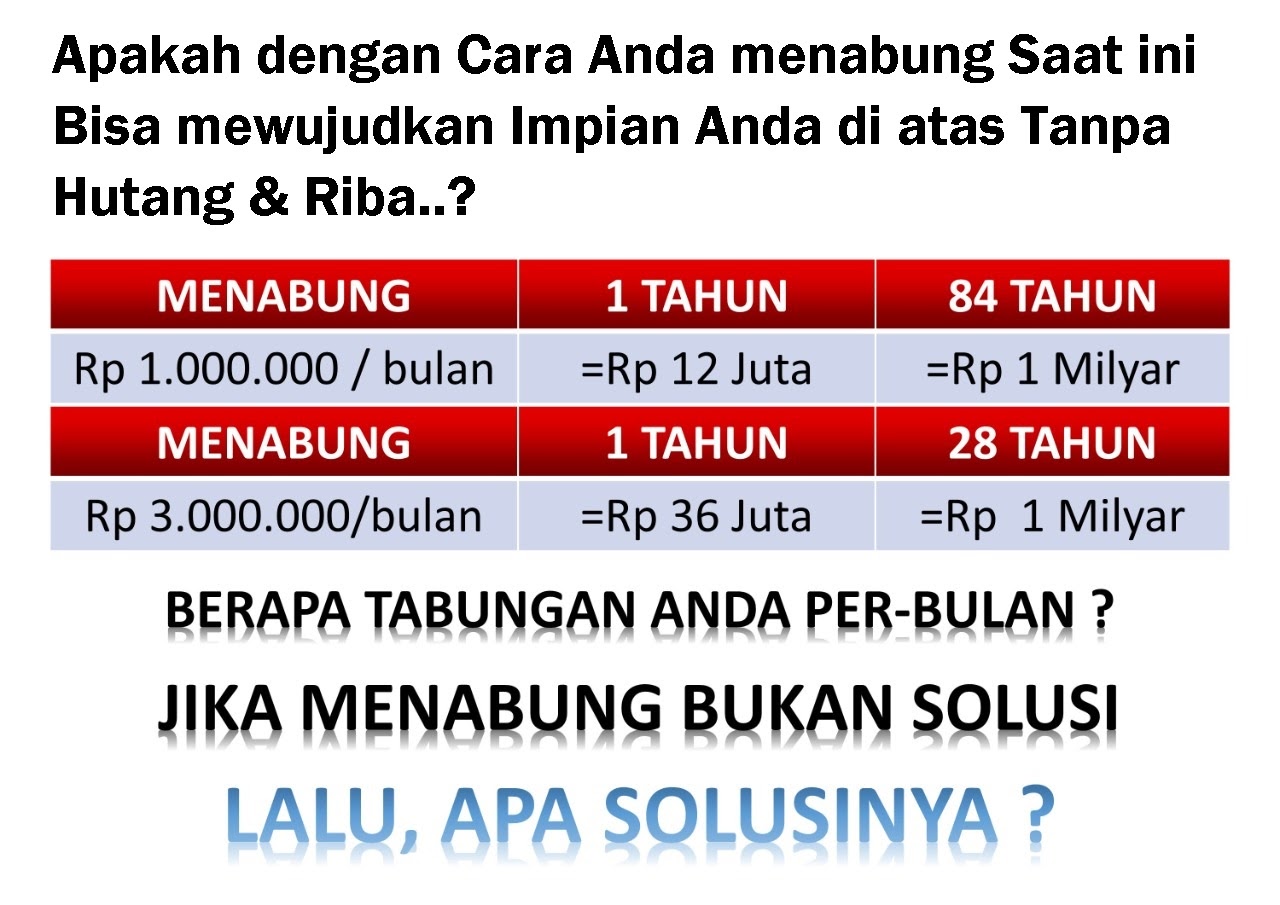 Apakah dengan Cara Anda menabung Saat ini
Bisa mewujudkan Impian Anda di atas Tanpa
Hutang & Riba..?
MENABUNG 1 TAHUN 84 TAHUN
Rp 1.000.000 / bulan =Rp 12 Juta =Rp 1 Milyar
MENABUNG 1 TAHUN 28 TAHUN
Rp 3.000.000/bulan =Rp 36 Juta =Rp 1 Milyar
BERAPA TABUNGAN ANDA PER-BULAN ?
JIKA MENABUNG BUKAN SOLUSI
LALU, APA SOLUSINYA ?